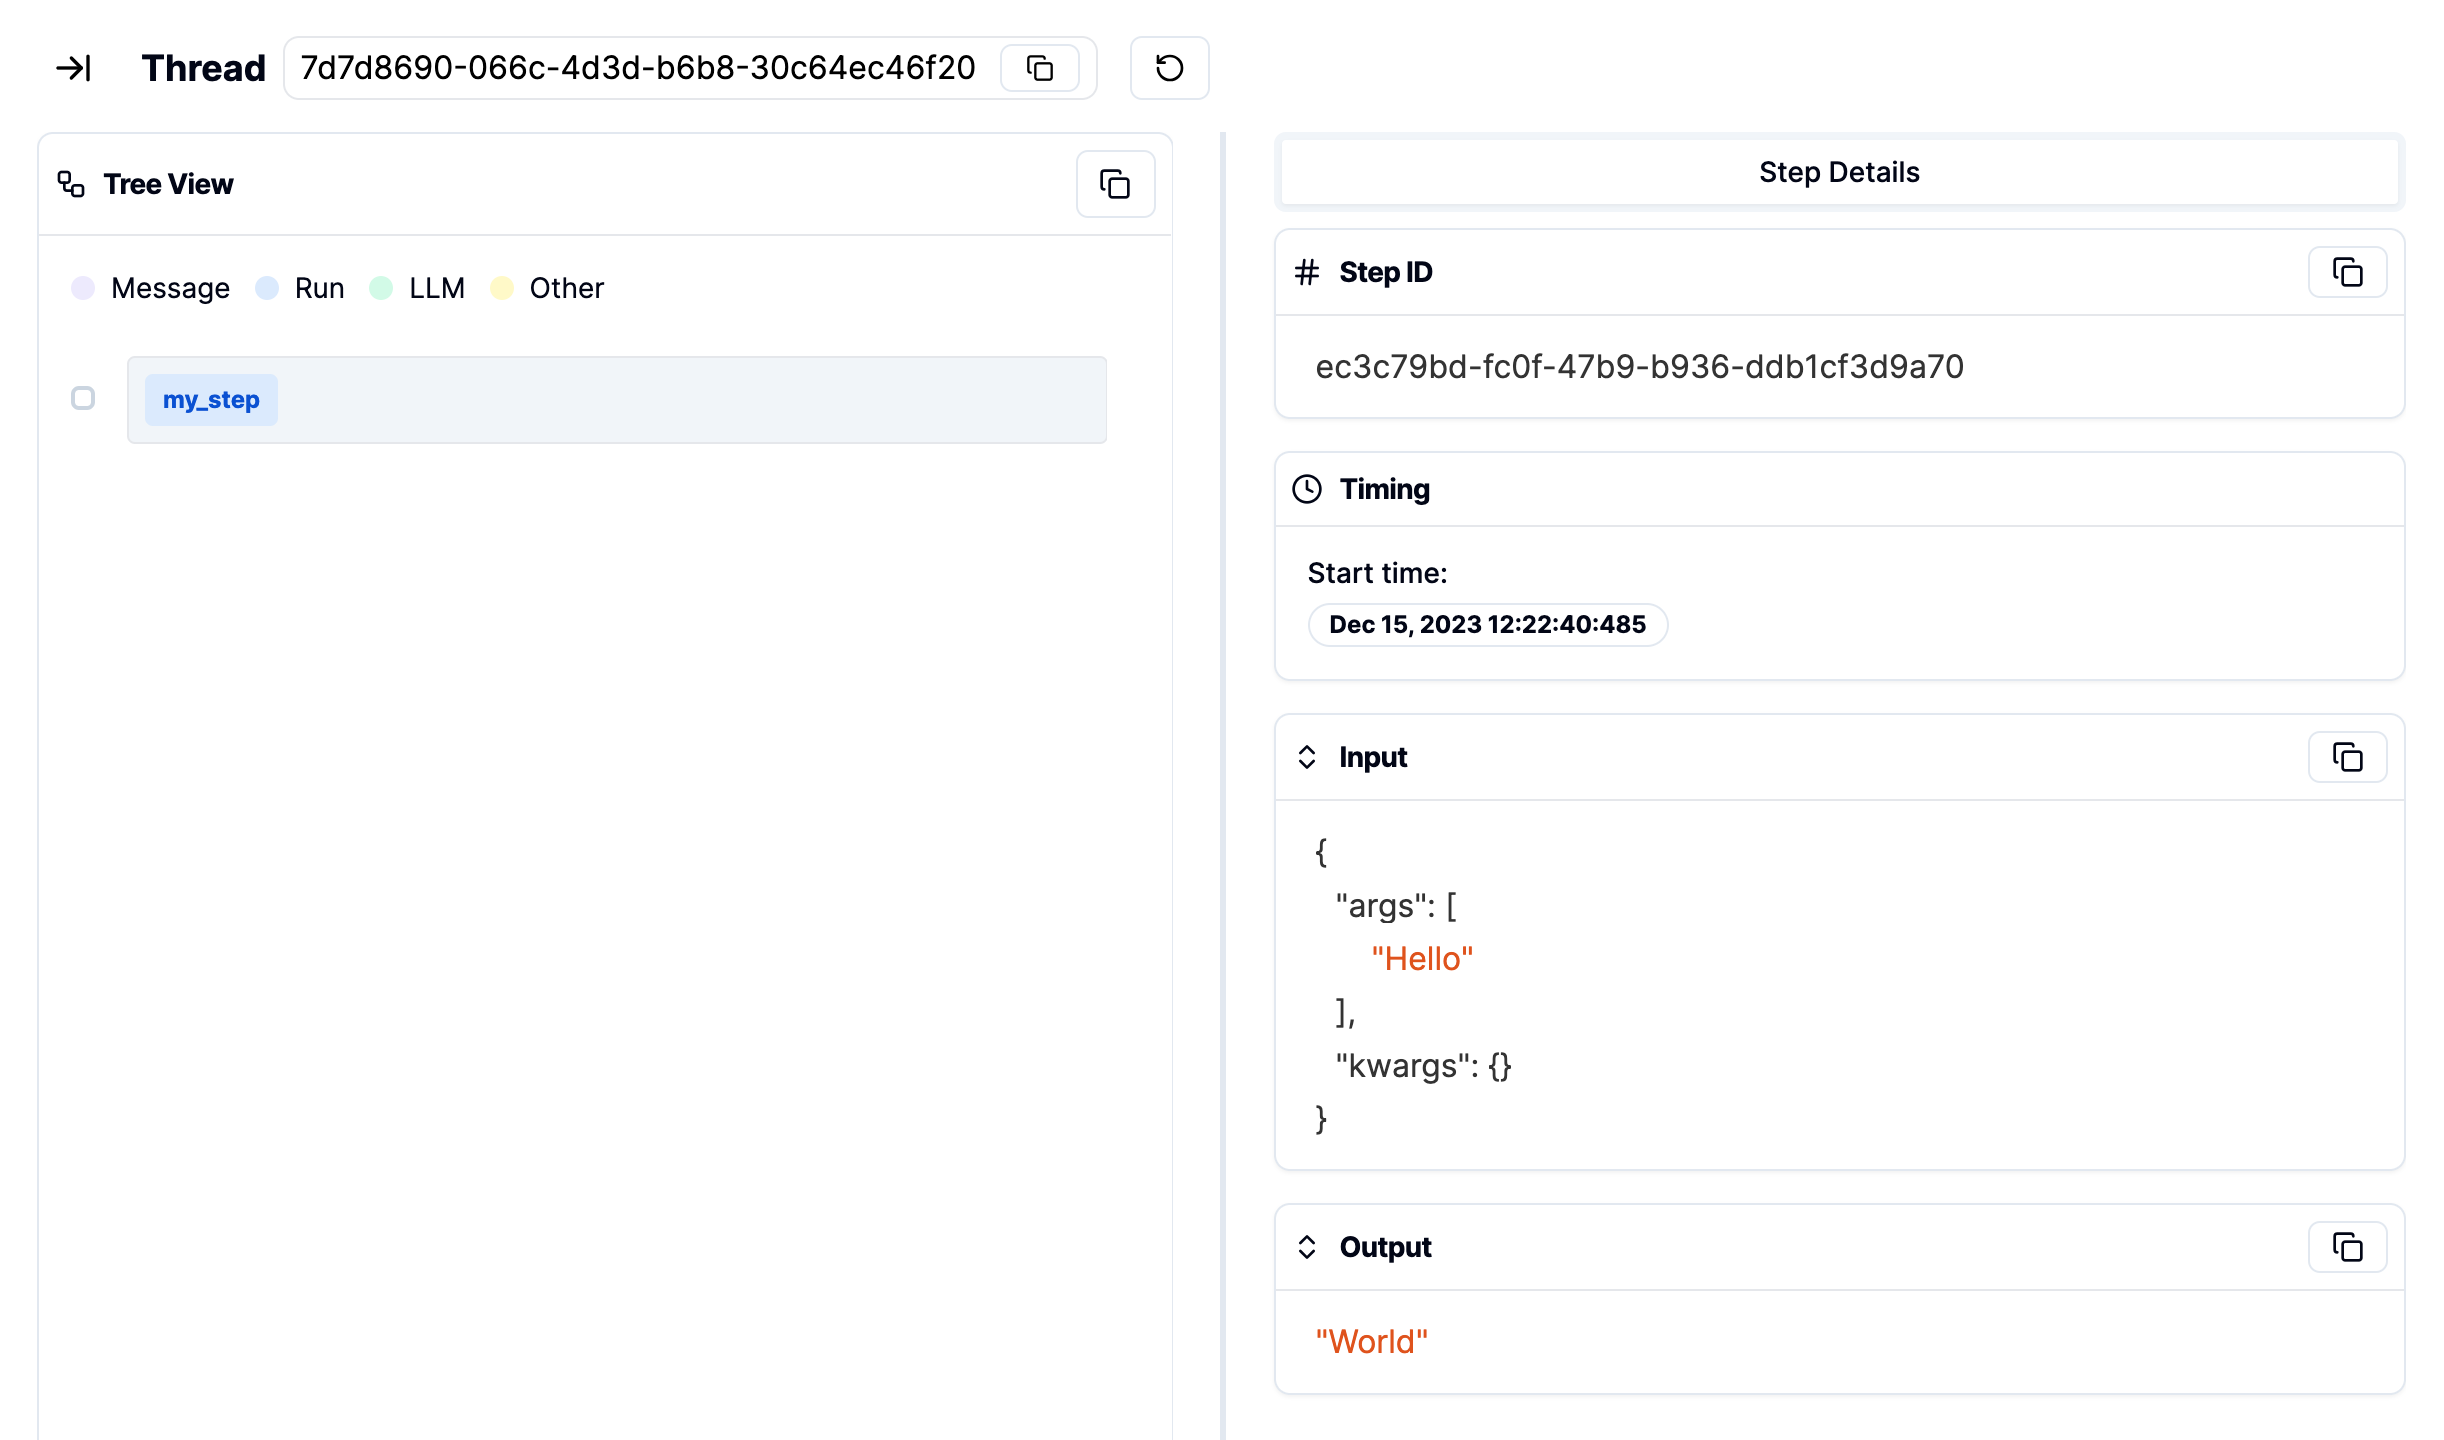 Thread 7d7d8690-066c-4d3d-b6b8-30c64ec46f20
Tree View
Message Run LLM Other
my_step
Step Details
Step ID
ec3c79bd-fc0f-47b9-b936-ddb1cf3d9a70
Timing
Start time:
Dec 15, 2023 12:22:40:485
Input
{
"args": [
"Hello"
],
"kwargs": {}
}
Output
"World"